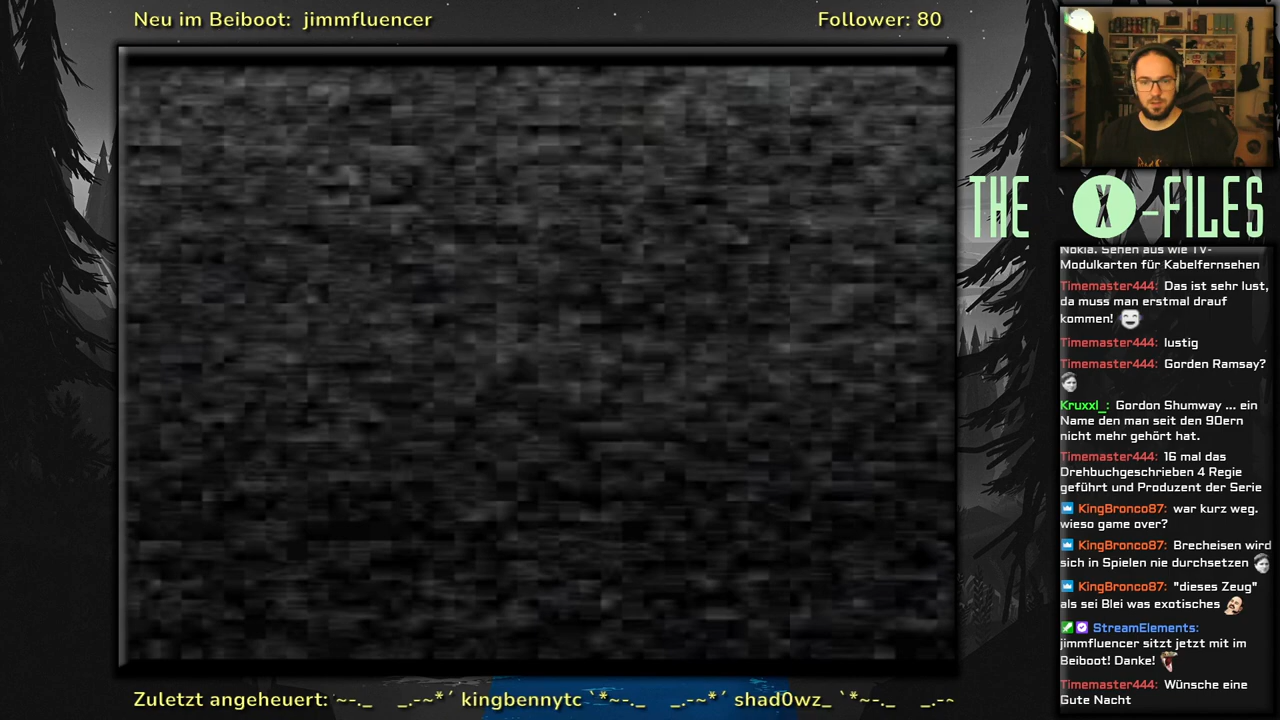 Neu im Beiboot: jimmfluencer
Follower: 80
THE X-FILES
Nokia. Sehen aus wie TV-
Modulkarten für Kabelfernsehen
Timemaster444: Das ist sehr lust,
da muss man erstmal drauf
kommen!
Timemaster444: lustig
Timemaster444: Gorden Ramsay?
Kruxxl_: Gordon Shumway ... ein
Name den man seit den 90ern
nicht mehr gehört hat.
Timemaster444: 16 mal das
Drehbuchgeschrieben 4 Regie
geführt und Produzent der Serie
KingBronco87: war kurz weg.
wieso game over?
KingBronco87: Brecheisen wird
sich in Spielen nie durchsetzen
KingBronco87: "dieses Zeug"
als sei Blei was exotisches
StreamElements:
jimmfluencer sitzt jetzt mit im
Beiboot! Danke!
Timemaster444: Wünsche eine
Gute Nacht
Zuletzt angeheuert: ~-._ _.-~*´ kingbennytc `*~-._ _.-~*´ shad0wz_ `*~-._ _.-~